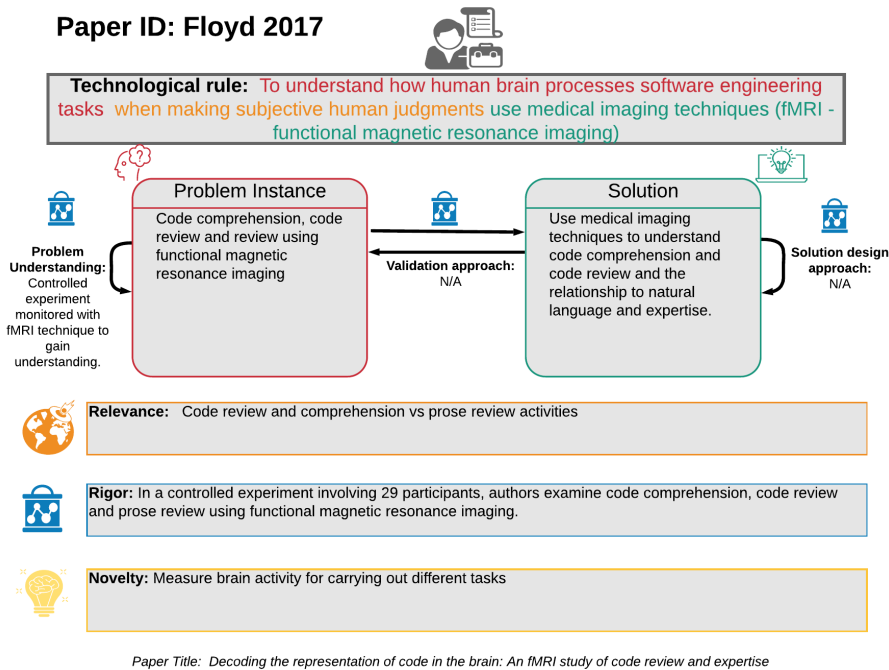 Paper ID: Floyd 2017
Technological rule: To understand how human brain processes software engineering
tasks when making subjective human judgments use medical imaging techniques (fMRI -
functional magnetic resonance imaging)
Problem Instance
Code comprehension, code
review and review using
functional magnetic
resonance imaging
Solution
Use medical imaging
techniques to understand
code comprehension and
code review and the
relationship to natural
language and expertise.
Problem
Understanding:
Controlled
experiment
monitored with
fMRI technique to
gain
understanding.
Validation approach:
N/A
Solution design
approach:
N/A
Relevance: Code review and comprehension vs prose review activities
Rigor: In a controlled experiment involving 29 participants, authors examine code comprehension, code review
and prose review using functional magnetic resonance imaging.
Novelty: Measure brain activity for carrying out different tasks
Paper Title: Decoding the representation of code in the brain: An fMRI study of code review and expertise